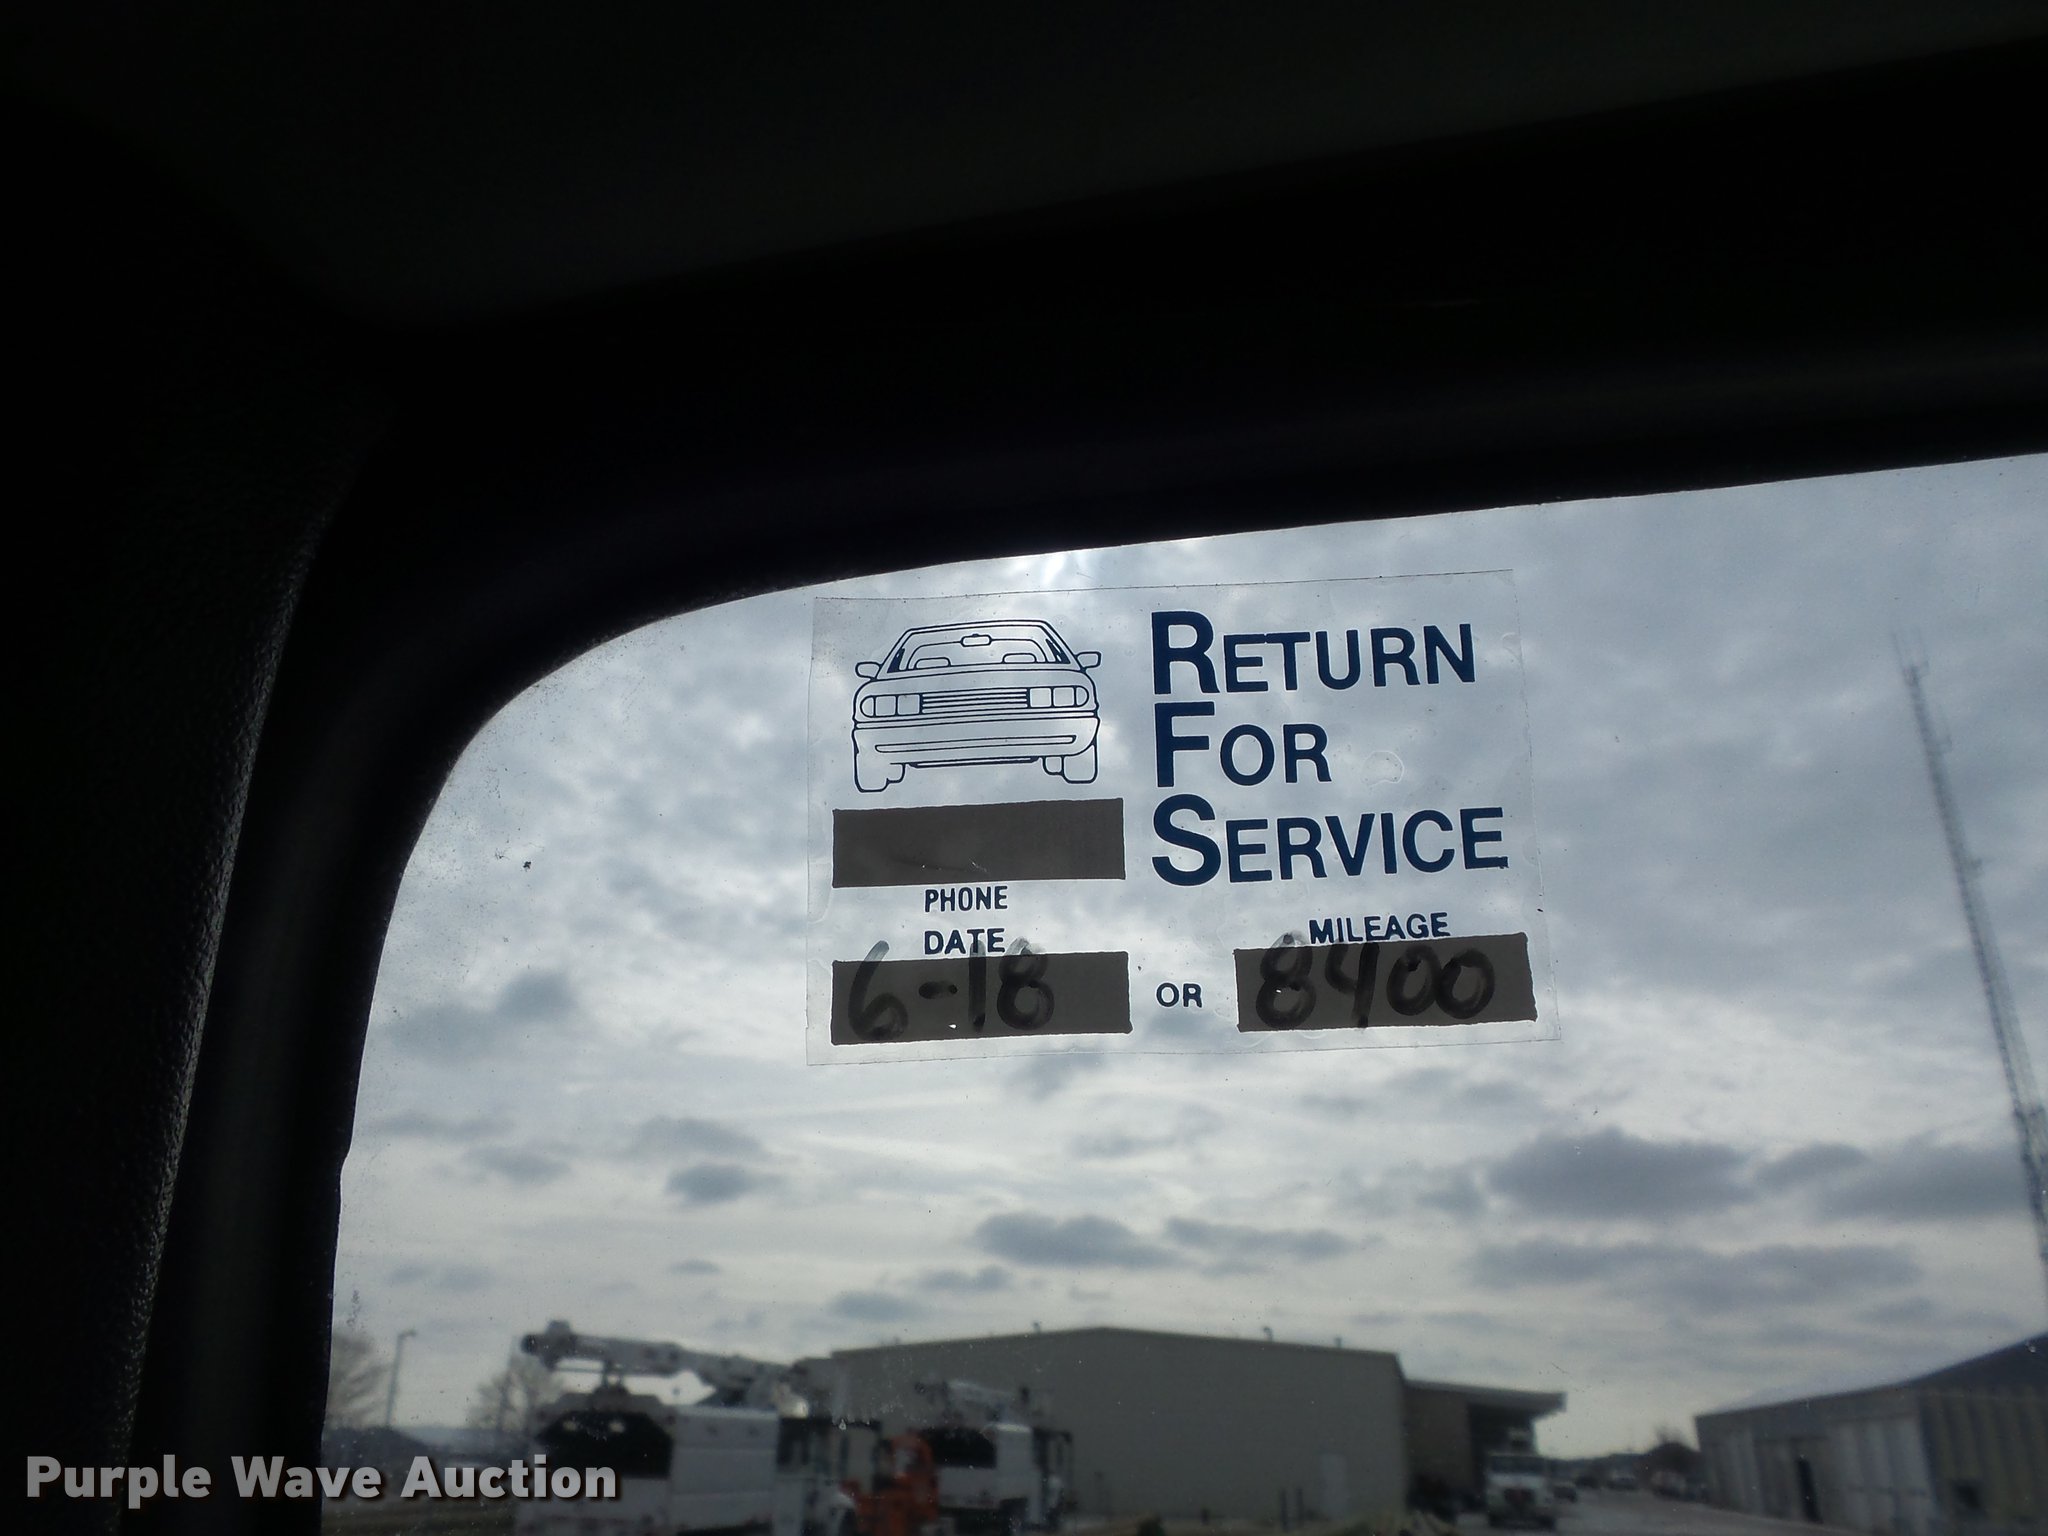 RETURN
FOR
SERVICE
PHONE
DATE
6-18
OR
MILEAGE
8400
Purple Wave Auction